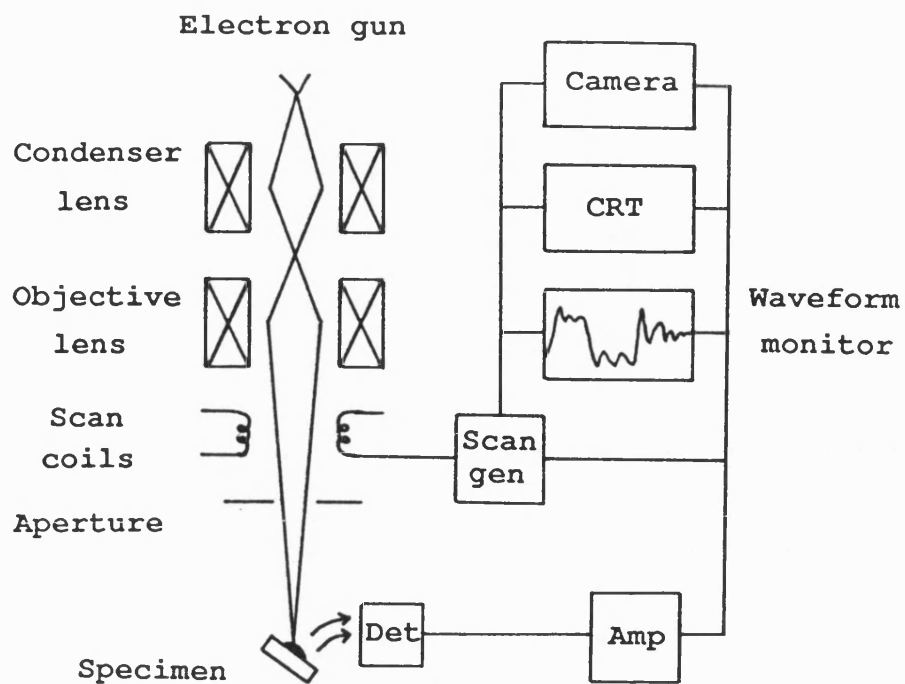 Electron gun
Camera
Condenser
lens
CRT
Objective
lens
Waveform
monitor
Scan
coils
Scan
gen
Aperture
Det
Amp
Specimen